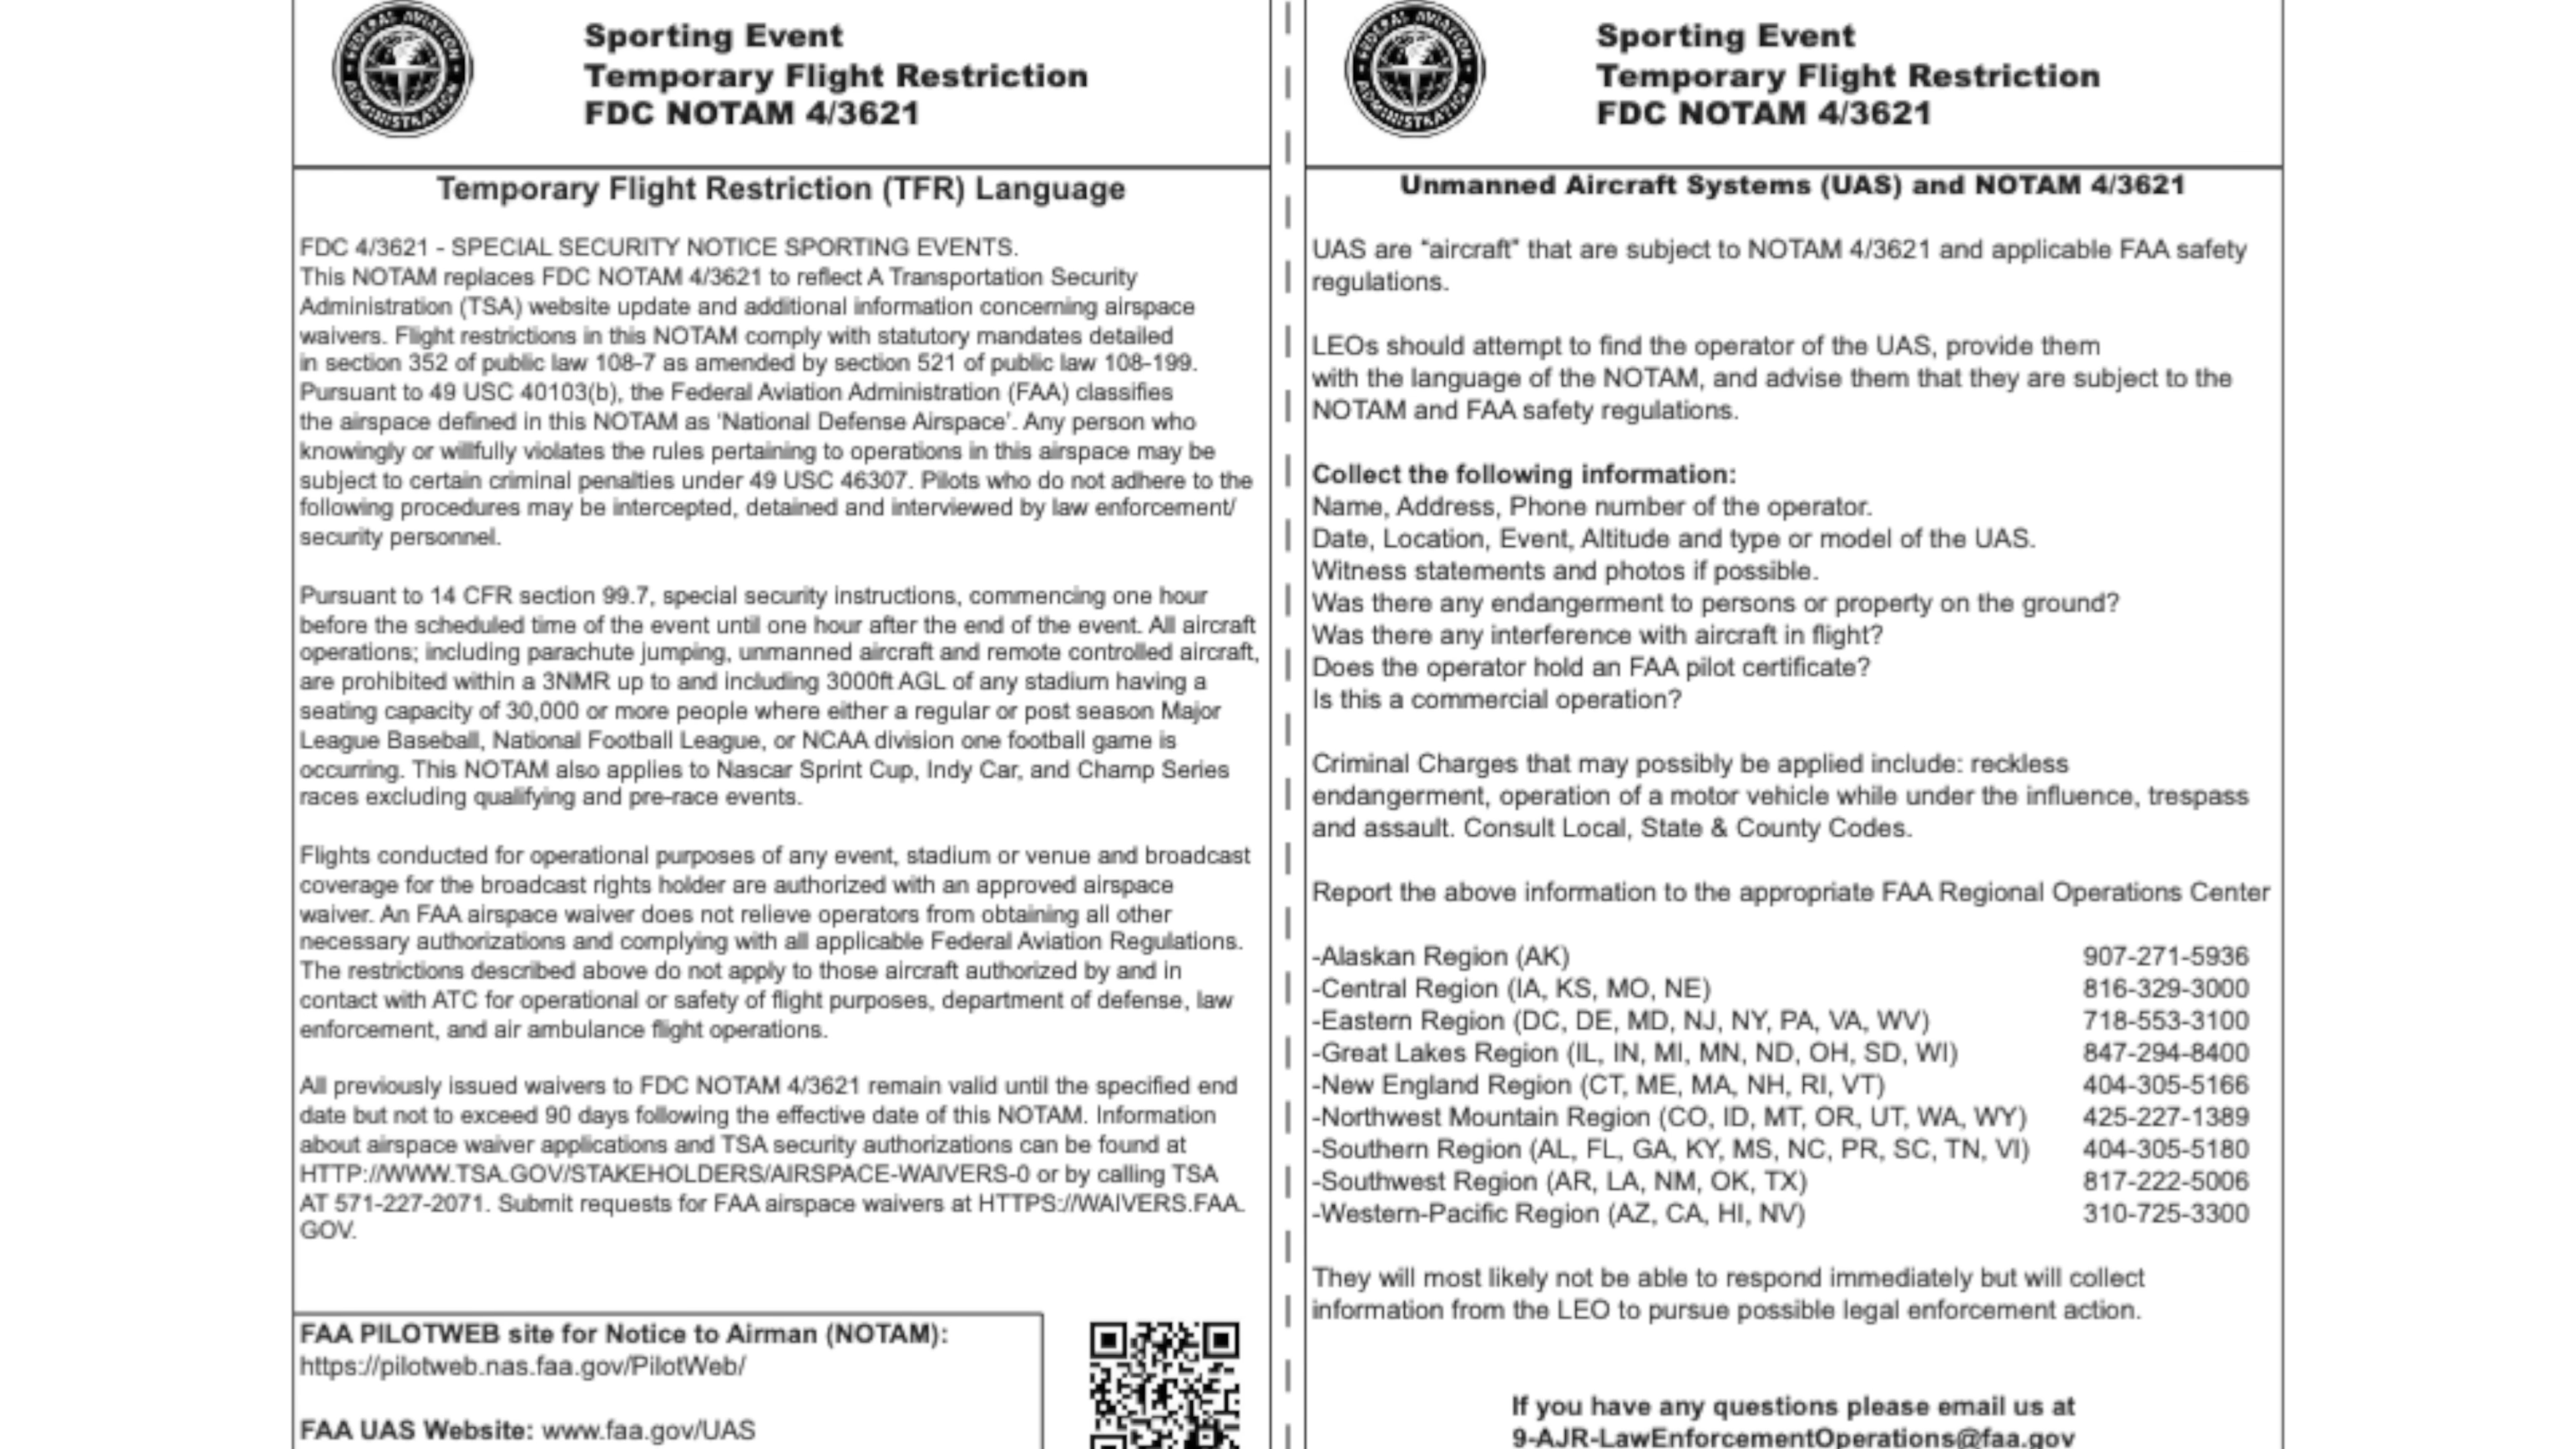 Sporting Event
Temporary Flight Restriction
FDC NOTAM 4/3621
Temporary Flight Restriction (TFR) Language
FDC 4/3621 - SPECIAL SECURITY NOTICE SPORTING EVENTS.
This NOTAM replaces FDC NOTAM 4/3621 to reflect A Transportation Security
Administration (TSA) website update and additional information concerning airspace
waivers. Flight restrictions in this NOTAM comply with statutory mandates detailed
in section 352 of public law 108-7 as amended by section 521 of public law 108-199.
Pursuant to 49 USC 40103(b), the Federal Aviation Administration (FAA) classifies
the airspace defined in this NOTAM as ‘National Defense Airspace’. Any person who
knowingly or willfully violates the rules pertaining to operations in this airspace may be
subject to certain criminal penalties under 49 USC 46307. Pilots who do not adhere to the
following procedures may be intercepted, detained and interviewed by law enforcement/
security personnel.
Pursuant to 14 CFR section 99.7, special security instructions, commencing one hour
before the scheduled time of the event until one hour after the end of the event. All aircraft
operations; including parachute jumping, unmanned aircraft and remote controlled aircraft,
are prohibited within a 3NMR up to and including 3000ft AGL of any stadium having a
seating capacity of 30,000 or more people where either a regular or post season Major
League Baseball, National Football League, or NCAA division one football game is
occurring. This NOTAM also applies to Nascar Sprint Cup, Indy Car, and Champ Series
races excluding qualifying and pre-race events.
Flights conducted for operational purposes of any event, stadium or venue and broadcast
coverage for the broadcast rights holder are authorized with an approved airspace
waiver. An FAA airspace waiver does not relieve operators from obtaining all other
necessary authorizations and complying with all applicable Federal Aviation Regulations.
The restrictions described above do not apply to those aircraft authorized by and in
contact with ATC for operational or safety of flight purposes, department of defense, law
enforcement, and air ambulance flight operations.
All previously issued waivers to FDC NOTAM 4/3621 remain valid until the specified end
date but not to exceed 90 days following the effective date of this NOTAM. Information
about airspace waiver applications and TSA security authorizations can be found at
HTTP://WWW.TSA.GOV/STAKEHOLDERS/AIRSPACE-WAIVERS-0 or by calling TSA
AT 571-227-2071. Submit requests for FAA airspace waivers at HTTPS://WAIVERS.FAA.
GOV.
FAA PILOTWEB site for Notice to Airman (NOTAM):
https://pilotweb.nas.faa.gov/PilotWeb/
FAA UAS Website: www.faa.gov/UAS
FEDERAL AVIATION
ADMINISTRATION
Sporting Event
Temporary Flight Restriction
FDC NOTAM 4/3621
FEDERAL AVIATION
ADMINISTRATION
Unmanned Aircraft Systems (UAS) and NOTAM 4/3621
UAS are “aircraft” that are subject to NOTAM 4/3621 and applicable FAA safety
regulations.
LEOs should attempt to find the operator of the UAS, provide them
with the language of the NOTAM, and advise them that they are subject to the
NOTAM and FAA safety regulations.
Collect the following information:
Name, Address, Phone number of the operator.
Date, Location, Event, Altitude and type or model of the UAS.
Witness statements and photos if possible.
Was there any endangerment to persons or property on the ground?
Was there any interference with aircraft in flight?
Does the operator hold an FAA pilot certificate?
Is this a commercial operation?
Criminal Charges that may possibly be applied include: reckless
endangerment, operation of a motor vehicle while under the influence, trespass
and assault. Consult Local, State & County Codes.
Report the above information to the appropriate FAA Regional Operations Center
-Alaskan Region (AK) 907-271-5936
-Central Region (IA, KS, MO, NE) 816-329-3000
-Eastern Region (DC, DE, MD, NJ, NY, PA, VA, WV) 718-553-3100
-Great Lakes Region (IL, IN, MI, MN, ND, OH, SD, WI) 847-294-8400
-New England Region (CT, ME, MA, NH, RI, VT) 404-305-5166
-Northwest Mountain Region (CO, ID, MT, OR, UT, WA, WY) 425-227-1389
-Southern Region (AL, FL, GA, KY, MS, NC, PR, SC, TN, VI) 404-305-5180
-Southwest Region (AR, LA, NM, OK, TX) 817-222-5006
-Western-Pacific Region (AZ, CA, HI, NV) 310-725-3300
They will most likely not be able to respond immediately but will collect
information from the LEO to pursue possible legal enforcement action.
If you have any questions please email us at
9-AJR-LawEnforcementOperations@faa.gov